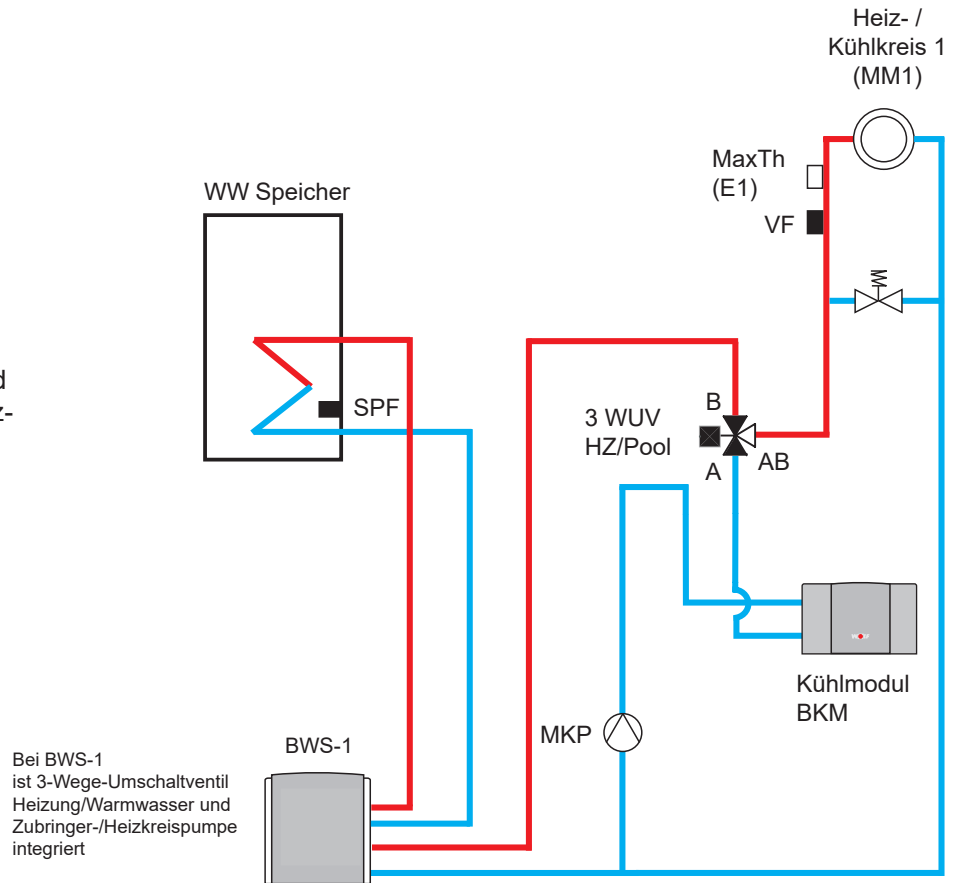 Heiz- /
Kühlkreis 1
(MM1)
MaxTh
(E1)
WW Speicher
VF
d
z-
SPF
B
3 WUV
HZ/Pool
AB
A
Kühlmodul
BKM
MKP
BWS-1
Bei BWS-1
ist 3-Wege-Umschaltventil
Heizung/Warmwasser und
Zubringer-/Heizkreispumpe
integriert